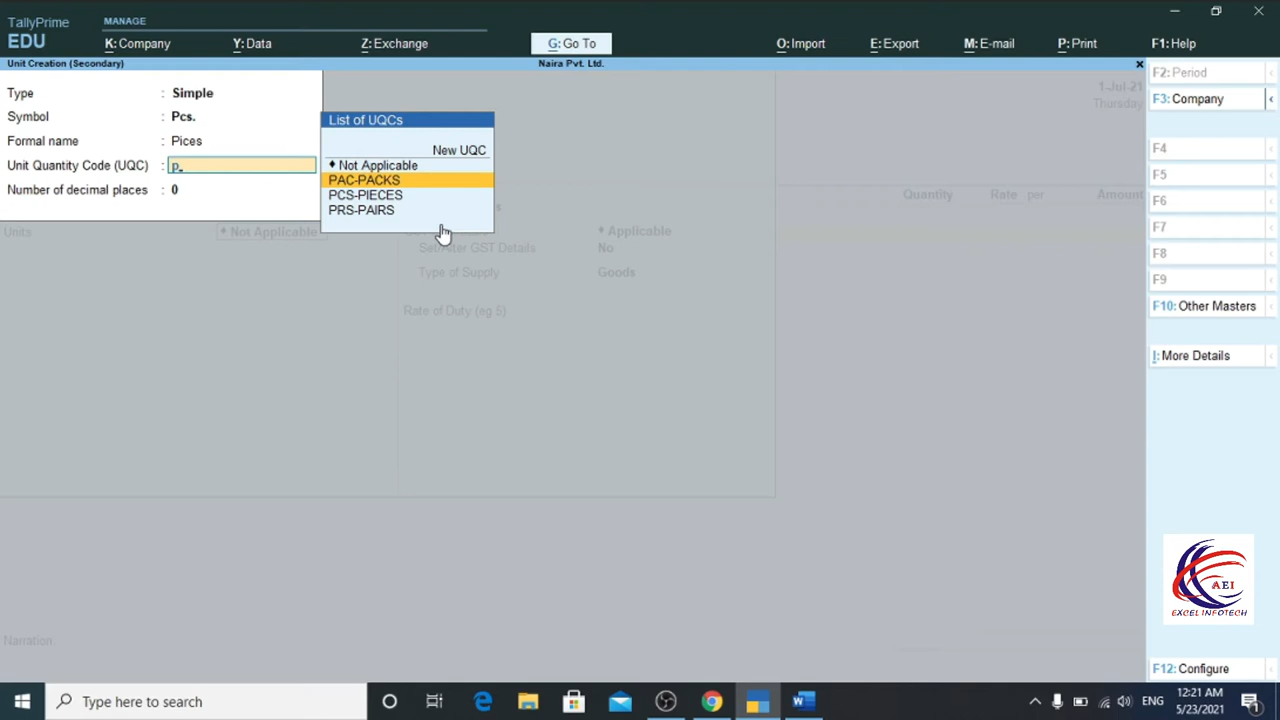 TallyPrime
EDU
MANAGE
K: Company
Y: Data
Z: Exchange
G: Go To
O: Import
E: Export
M: E-mail
P: Print
F1: Help
Unit Creation (Secondary)
Naira Pvt. Ltd.
Type : Simple
Symbol : Pcs.
Formal name : Pices
Unit Quantity Code (UQC) : p
Number of decimal places : 0
List of UQCs
New UQC
♦ Not Applicable
PAC-PACKS
PCS-PIECES
PRS-PAIRS
1-Jul-21
Thursday
Quantity Rate per Amount
Units : ♦ Not Applicable
♦ Applicable
GST Details No
Type of Supply : Goods
Rate of Duty (eg 5) :
Narration:
F2: Period
F3: Company
F4
F5
F6
F7
F8
F9
F10: Other Masters
I: More Details
F12: Configure
AEI
EXCEL INFOTECH
Type here to search
ENG
12:21 AM
5/23/2021
1